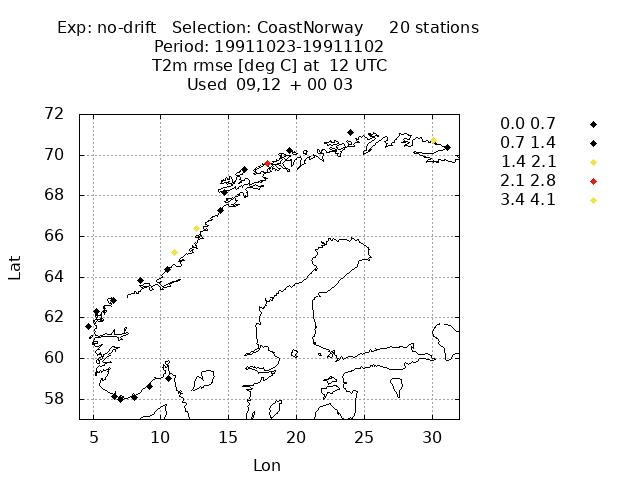 Exp: no-drift   Selection: CoastNorway     20 stations
Period: 19911023-19911102
T2m rmse [deg C] at  12 UTC
Used  09,12  + 00 03
72
70
68
66
64
62
60
58
5 10 15 20 25 30
Lat
Lon
0.0 0.7
0.7 1.4
1.4 2.1
2.1 2.8
3.4 4.1